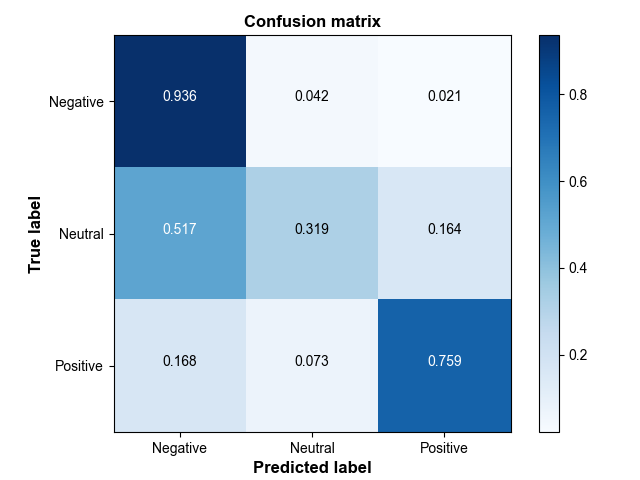 Confusion matrix
Negative 0.936 0.042 0.021
Neutral 0.517 0.319 0.164
Positive 0.168 0.073 0.759
Negative Neutral Positive
Predicted label
True label
0.8
0.6
0.4
0.2